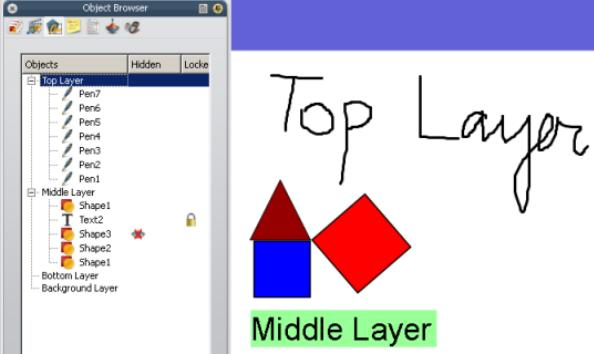 Object Browser
Objects Hidden Locke
Top Layer
Pen7
Pen6
Pen5
Pen4
Pen3
Pen2
Pen1
Middle Layer
Shape1
Text2
Shape3
Shape2
Shape1
Bottom Layer
Background Layer
Top Layer
Middle Layer